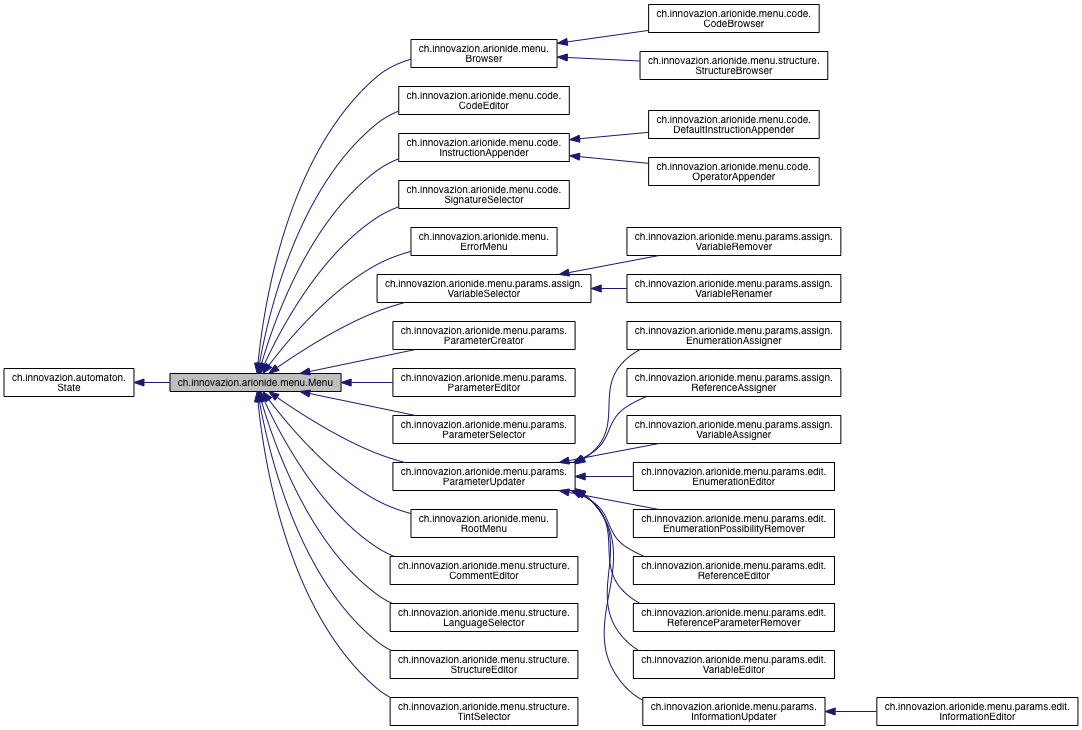 ch.innovazion.automaton.
State
ch.innovazion.arionide.menu.Menu
ch.innovazion.arionide.menu.
Browser
ch.innovazion.arionide.menu.code.
CodeEditor
ch.innovazion.arionide.menu.code.
InstructionAppender
ch.innovazion.arionide.menu.code.
SignatureSelector
ch.innovazion.arionide.menu.
ErrorMenu
ch.innovazion.arionide.menu.params.assign.
VariableSelector
ch.innovazion.arionide.menu.params.
ParameterCreator
ch.innovazion.arionide.menu.params.
ParameterEditor
ch.innovazion.arionide.menu.params.
ParameterSelector
ch.innovazion.arionide.menu.params.
ParameterUpdater
ch.innovazion.arionide.menu.
RootMenu
ch.innovazion.arionide.menu.structure.
CommentEditor
ch.innovazion.arionide.menu.structure.
LanguageSelector
ch.innovazion.arionide.menu.structure.
StructureEditor
ch.innovazion.arionide.menu.structure.
TintSelector
ch.innovazion.arionide.menu.code.
CodeBrowser
ch.innovazion.arionide.menu.structure.
StructureBrowser
ch.innovazion.arionide.menu.code.
DefaultInstructionAppender
ch.innovazion.arionide.menu.code.
OperatorAppender
ch.innovazion.arionide.menu.params.assign.
VariableRemover
ch.innovazion.arionide.menu.params.assign.
VariableRenamer
ch.innovazion.arionide.menu.params.assign.
EnumerationAssigner
ch.innovazion.arionide.menu.params.assign.
ReferenceAssigner
ch.innovazion.arionide.menu.params.assign.
VariableAssigner
ch.innovazion.arionide.menu.params.edit.
EnumerationEditor
ch.innovazion.arionide.menu.params.edit.
EnumerationPossibilityRemover
ch.innovazion.arionide.menu.params.edit.
ReferenceEditor
ch.innovazion.arionide.menu.params.edit.
ReferenceParameterRemover
ch.innovazion.arionide.menu.params.edit.
VariableEditor
ch.innovazion.arionide.menu.params.
InformationUpdater
ch.innovazion.arionide.menu.params.edit.
InformationEditor